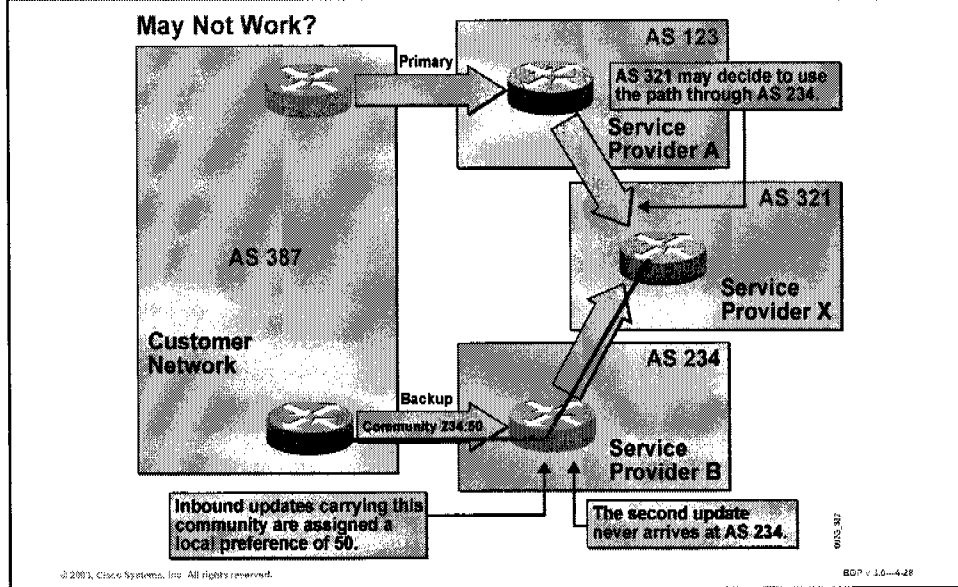 May Not Work?
AS 123
Primary
AS 321 may decide to use
the path through AS 234.
Service
Provider A
AS 321
AS 387
Service
Provider X
Customer
Network
AS 234
Backup
Community 234:50
Service
Provider B
Inbound updates carrying this
community are assigned a
local preference of 50.
The second update
never arrives at AS 234.
© 2001, Cisco Systems, Inc. All rights reserved.
BGP v 3.0—4-28